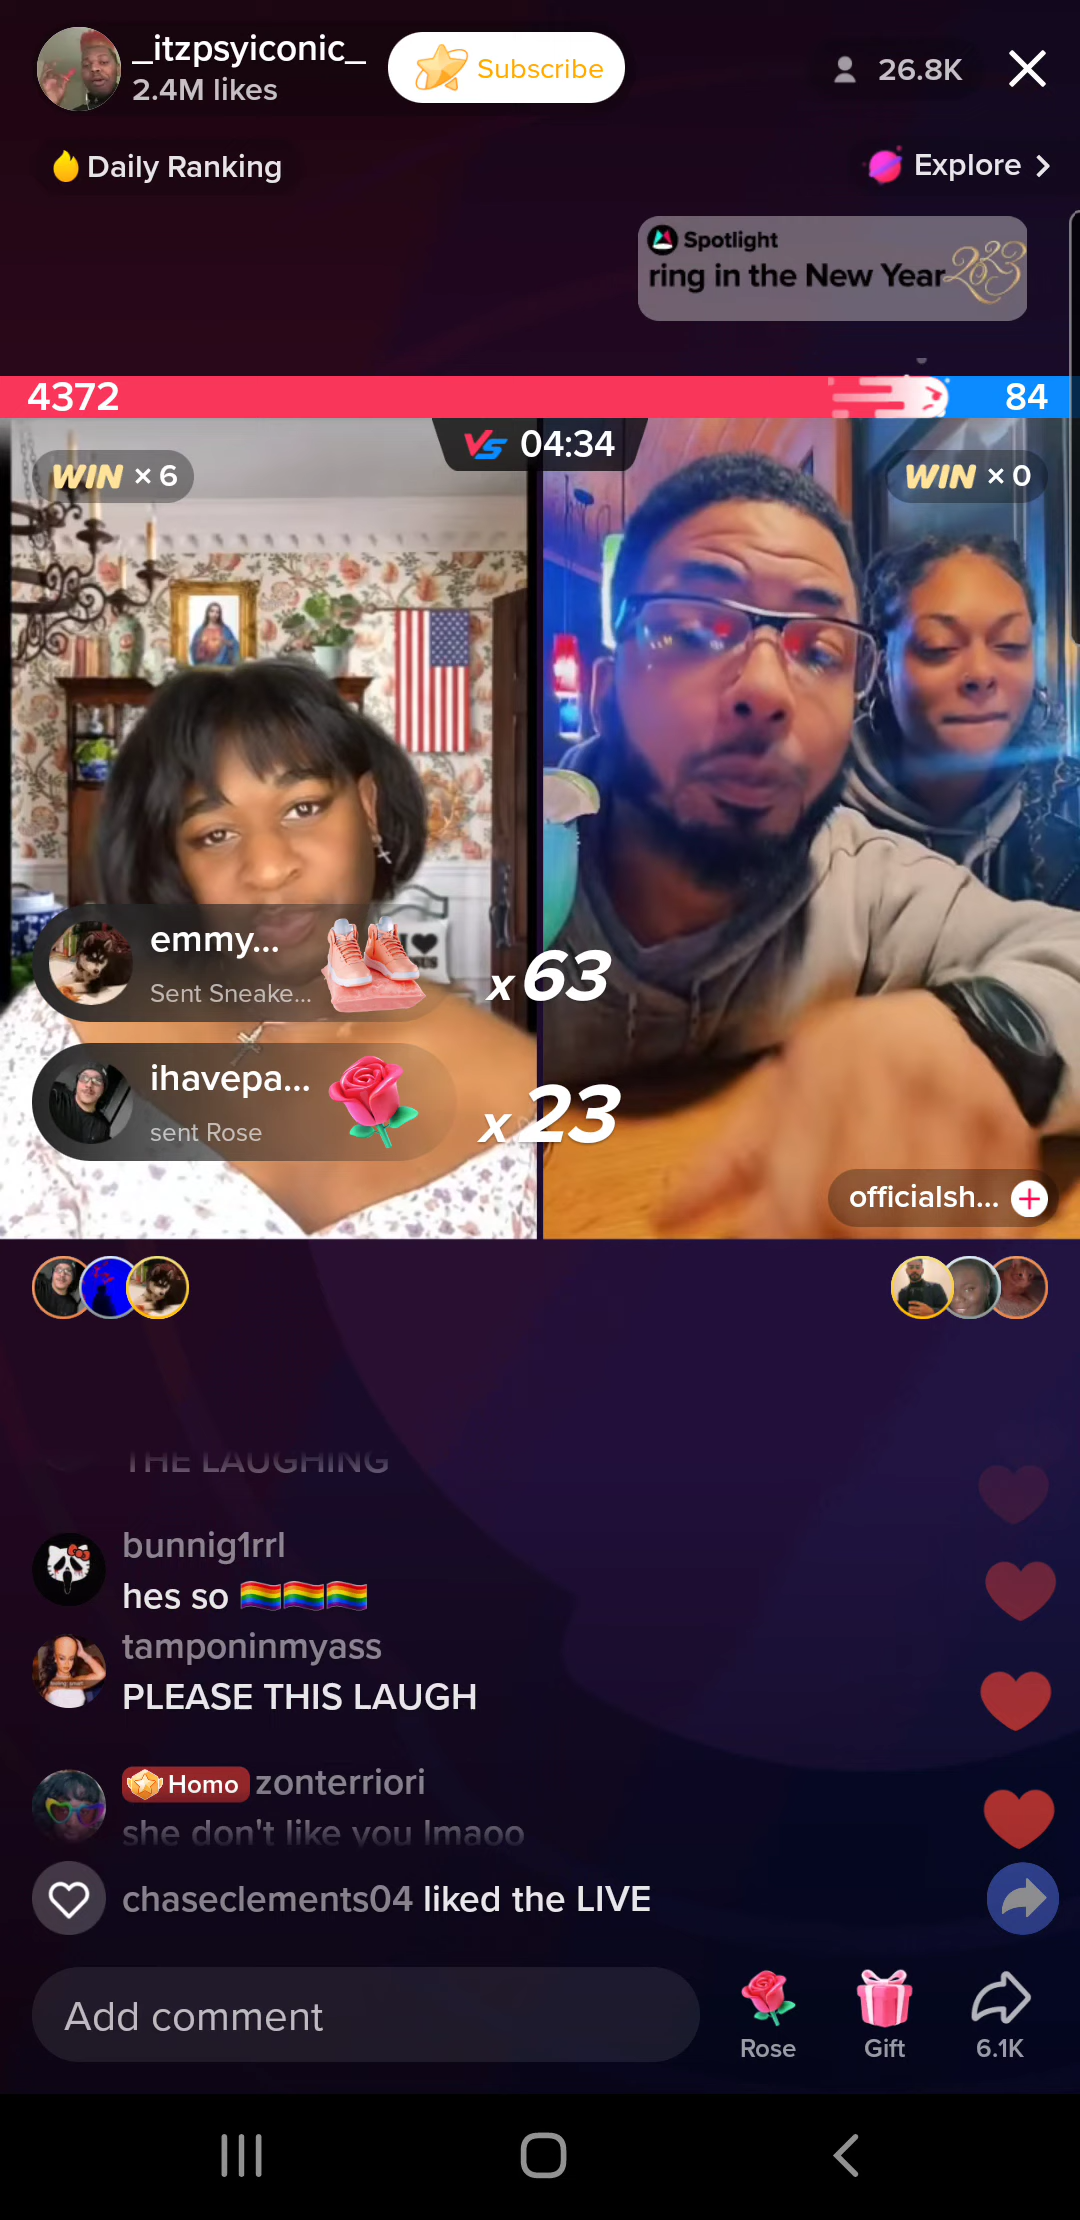 _itzpsyiconic_
2.4M likes
Subscribe
26.8K
Daily Ranking
Explore
Spotlight
ring in the New Year 2023
4372
84
VS 04:34
WIN × 6
WIN × 0
emmy...
Sent Sneake...
x63
ihavepa...
sent Rose
x23
officialsh...
THE LAUGHING
bunnig1rrl
hes so 🏳️‍🌈🏳️‍🌈🏳️‍🌈
tamponinmyass
PLEASE THIS LAUGH
Homo zonterriori
she don't like you lmaoo
chaseclements04 liked the LIVE
Add comment
Rose
Gift
6.1K